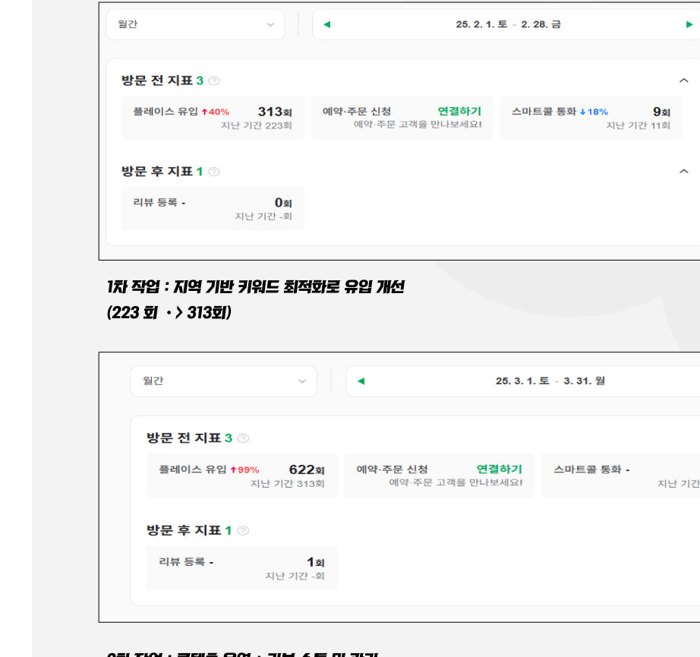 월간
25. 2. 1. 토 - 2. 28. 금
방문 전 지표 3
플레이스 유입 ↑40% 313회
지난 기간 223회
예약·주문 신청 연결하기
예약·주문 고객을 만나보세요!
스마트콜 통화 ↓18% 9회
지난 기간 11회
방문 후 지표 1
리뷰 등록 - 0회
지난 기간 -회
1차 작업 : 지역 기반 키워드 최적화로 유입 개선
(223 회 ·> 313회)
월간
25. 3. 1. 토 - 3. 31. 월
방문 전 지표 3
플레이스 유입 ↑99% 622회
지난 기간 313회
예약·주문 신청 연결하기
예약·주문 고객을 만나보세요!
스마트콜 통화 -
지난 기간
방문 후 지표 1
리뷰 등록 - 1회
지난 기간 -회